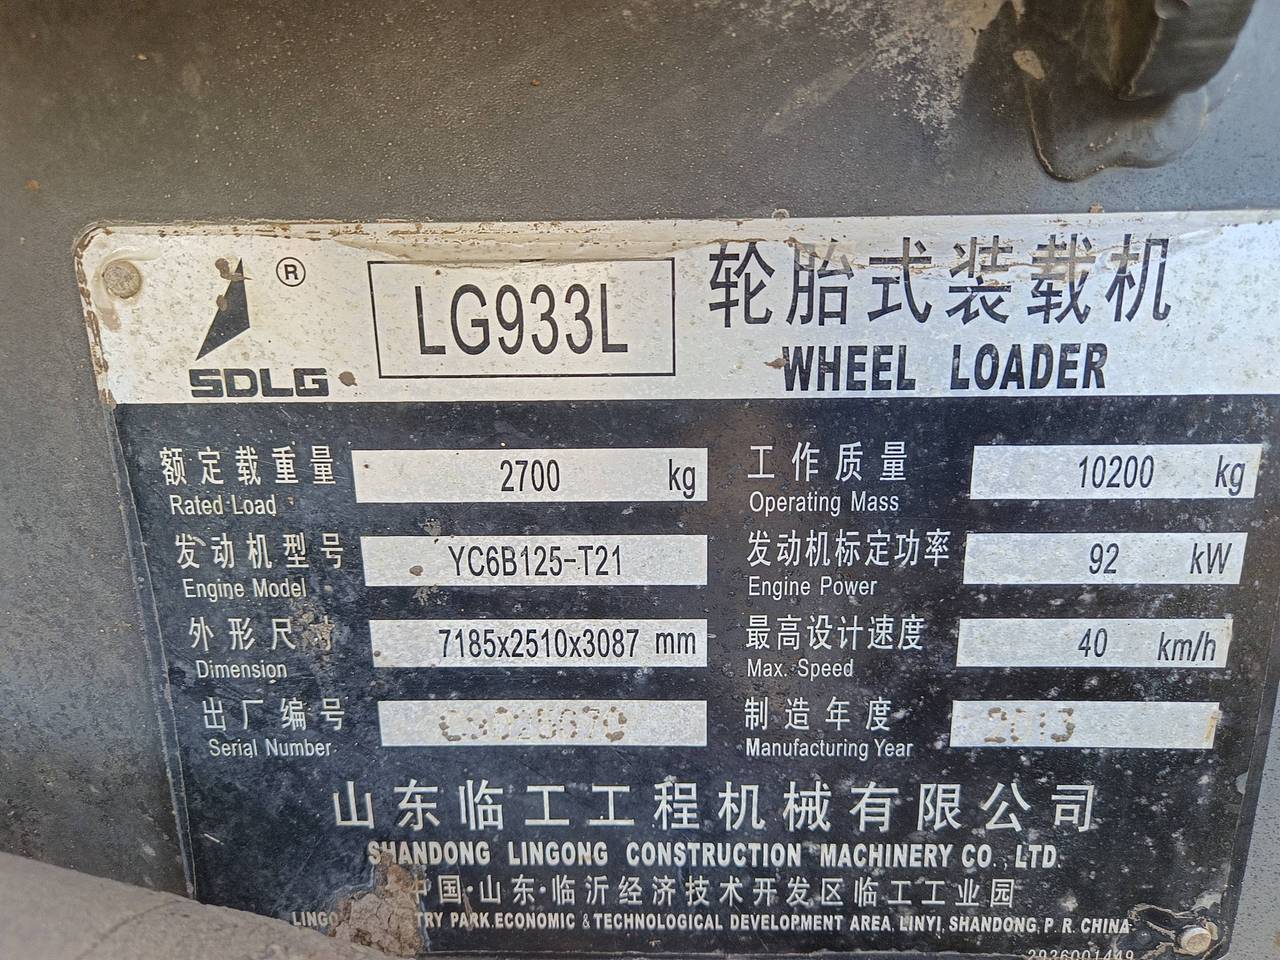 ®
SDLG
LG933L
轮胎式装载机
WHEEL LOADER
额定载重量 2700 kg
Rated Load
工作质量 10200 kg
Operating Mass
发动机型号 YC6B125-T21
Engine Model
发动机标定功率 92 kW
Engine Power
外形尺寸 7185x2510x3087 mm
Dimension
最高设计速度 40 km/h
Max. Speed
出厂编号
Serial Number
制造年度 2013
Manufacturing Year
山东临工工程机械有限公司
SHANDONG LINGONG CONSTRUCTION MACHINERY CO., LTD.
中国·山东·临沂经济技术开发区临工工业园
PARK.ECONOMIC & TECHNOLOGICAL DEVELOPMENT AREA, LINYI, SHANDONG, P. R. CHINA
2936001449